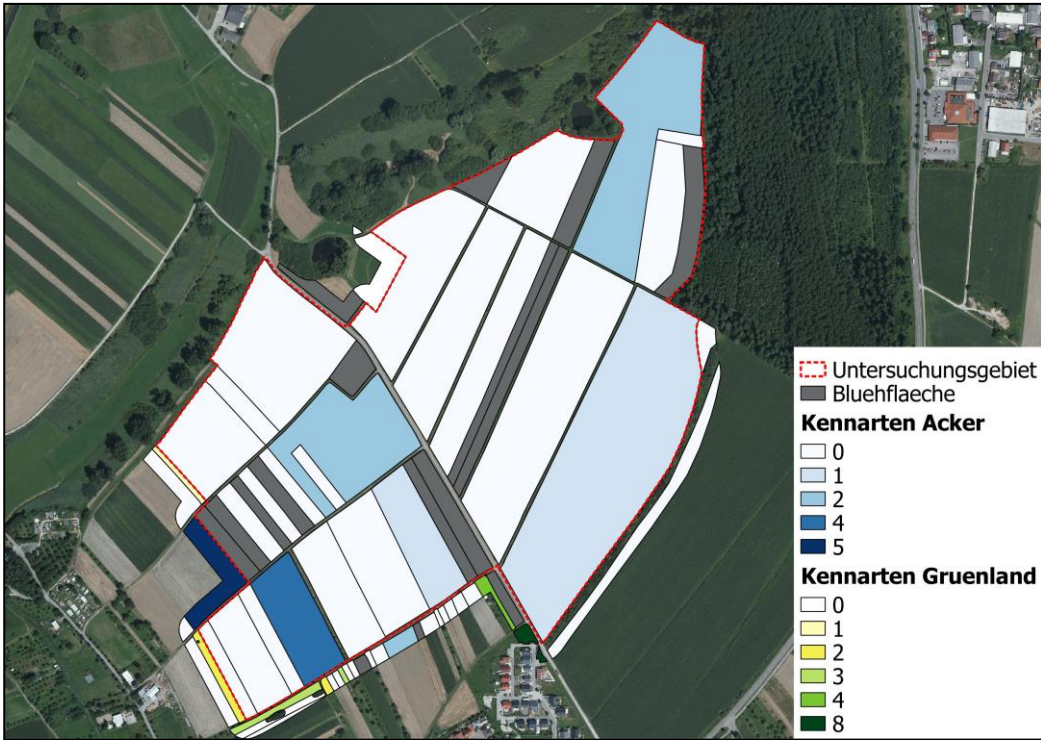 Untersuchungsgebiet
Bluehflaeche
Kennarten Acker
0
1
2
4
5
Kennarten Gruenland
0
1
2
3
4
8